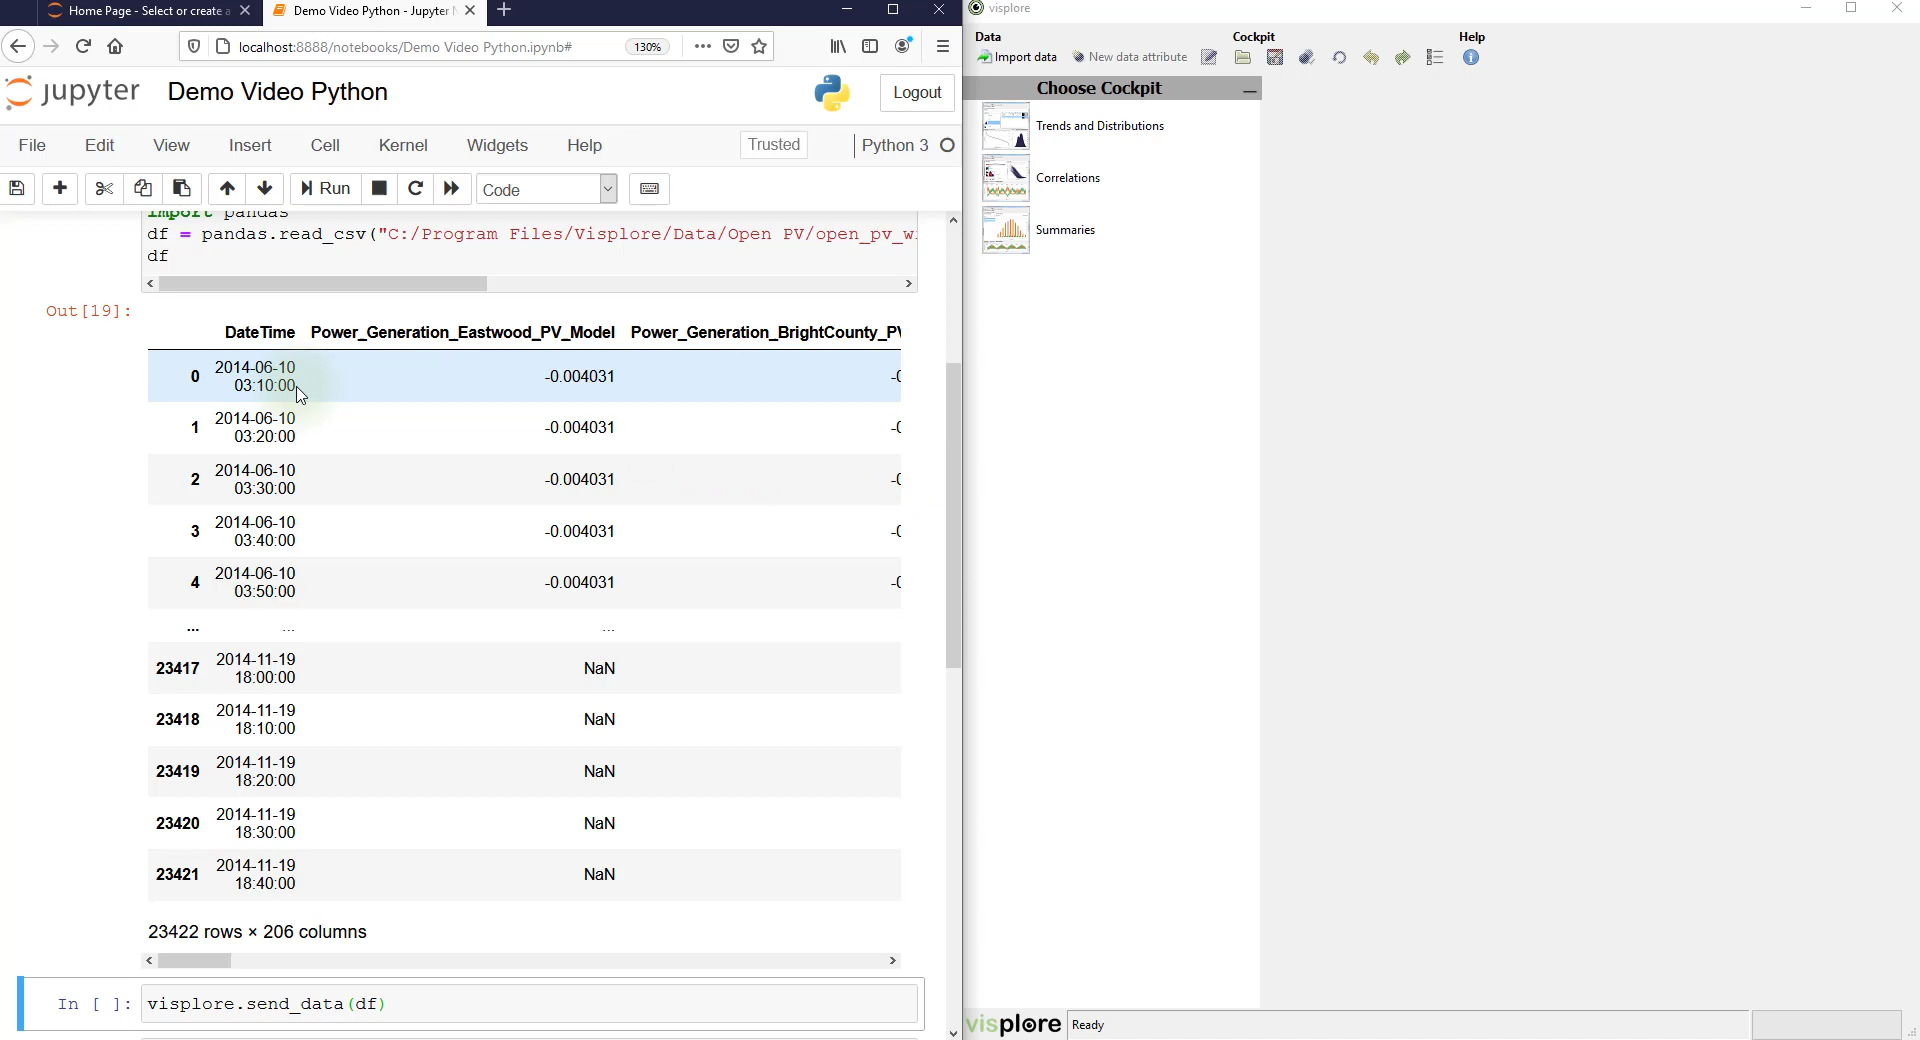 Home Page - Select or create a
Demo Video Python - Jupyter N
localhost:8888/notebooks/Demo Video Python.ipynb#
130%
jupyter
Demo Video Python
Logout
File
Edit
View
Insert
Cell
Kernel
Widgets
Help
Trusted
Python 3
Run
Code
import pandas
df = pandas.read_csv("C:/Program Files/Visplore/Data/Open PV/open_pv_wi
df
Out[19]:
DateTime Power_Generation_Eastwood_PV_Model Power_Generation_BrightCounty_PV
0 2014-06-10 03:10:00 -0.004031 -0
1 2014-06-10 03:20:00 -0.004031 -0
2 2014-06-10 03:30:00 -0.004031 -0
3 2014-06-10 03:40:00 -0.004031 -0
4 2014-06-10 03:50:00 -0.004031 -0
... ... ...
23417 2014-11-19 18:00:00 NaN
23418 2014-11-19 18:10:00 NaN
23419 2014-11-19 18:20:00 NaN
23420 2014-11-19 18:30:00 NaN
23421 2014-11-19 18:40:00 NaN
23422 rows × 206 columns
In [ ]: visplore.send_data(df)
visplore
Data
Cockpit
Help
Import data
New data attribute
Choose Cockpit
Trends and Distributions
Correlations
Summaries
visplore
Ready